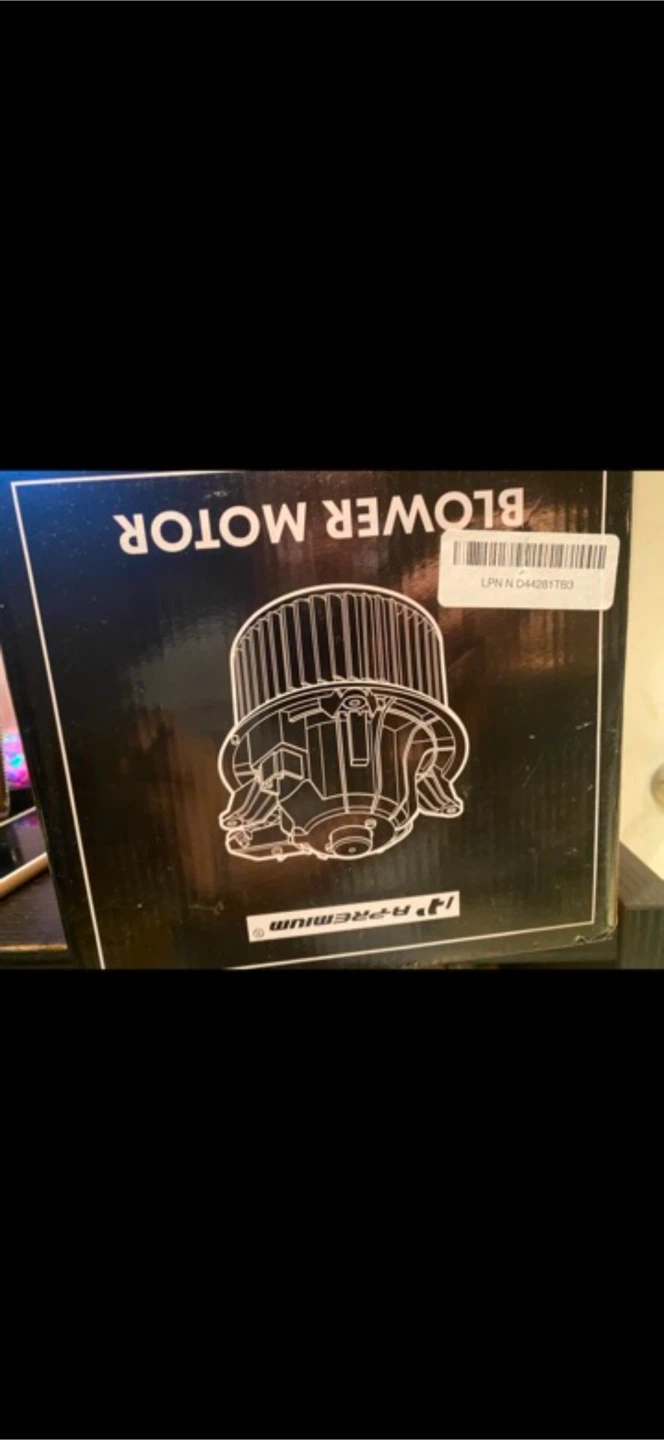 BLOWER MOTOR
LPN N D44281TB3
A-PREMIUM ®